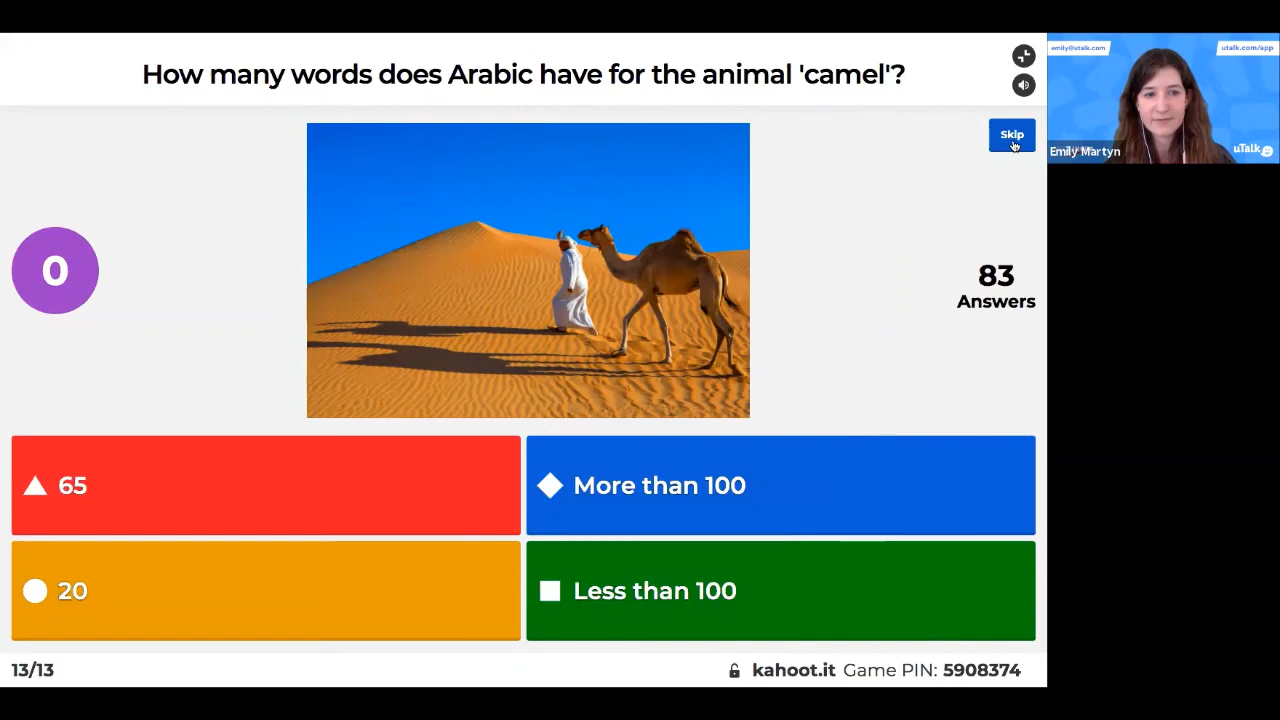 How many words does Arabic have for the animal 'camel'?
emily@utalk.com
utalk.com/app
Skip
Emily Martyn
uTalk
0
83
Answers
65
More than 100
20
Less than 100
13/13
kahoot.it Game PIN: 5908374